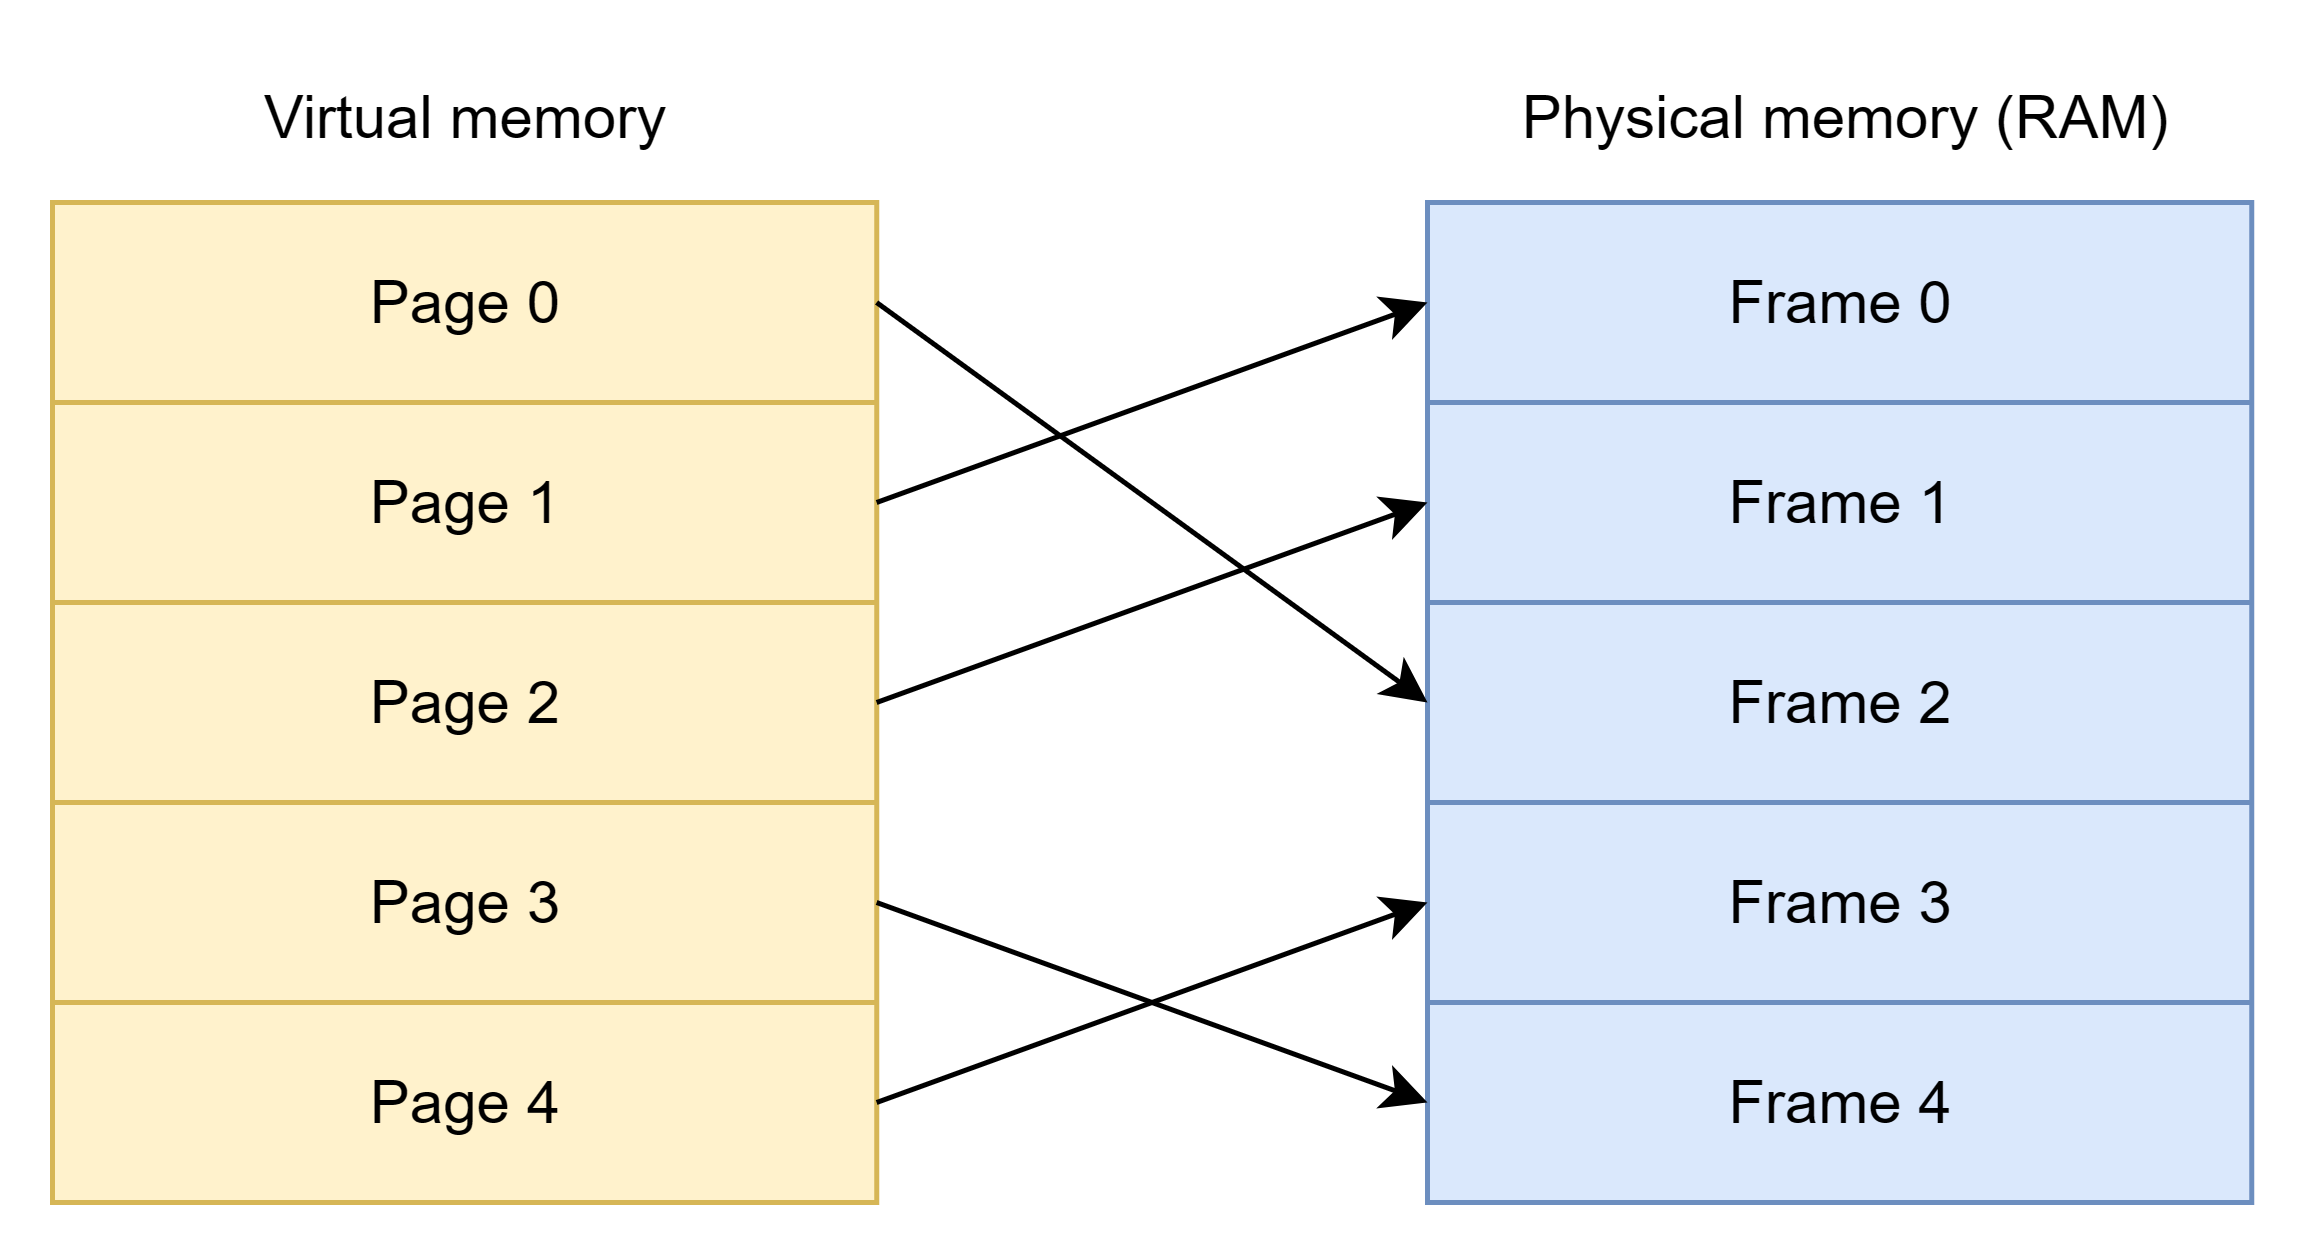 Virtual memory
Physical memory (RAM)
Page 0
Frame 0
Page 1
Frame 1
Page 2
Frame 2
Page 3
Frame 3
Page 4
Frame 4